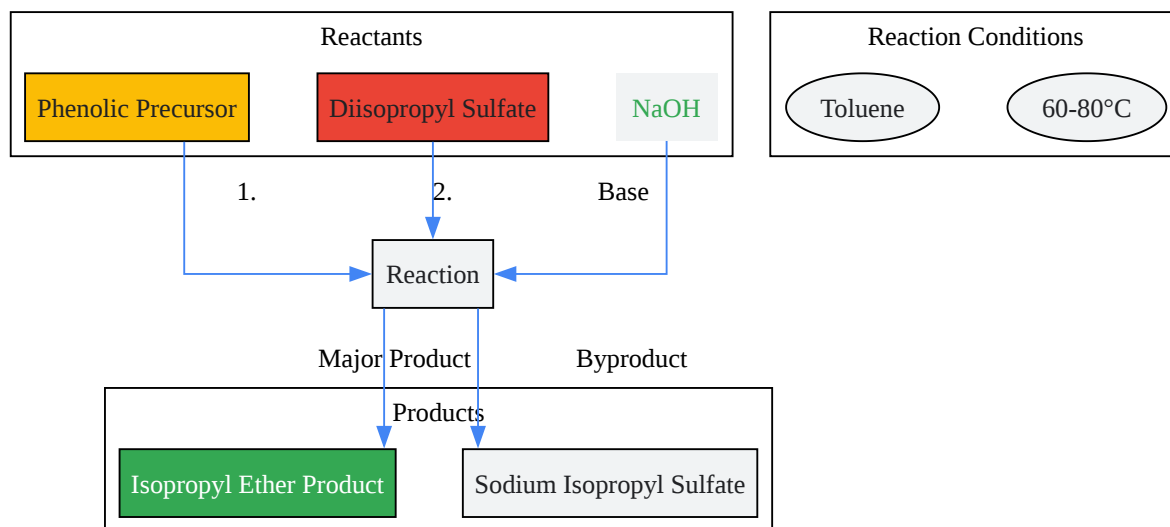 Reactants
Reaction Conditions
Phenolic Precursor
Diisopropyl Sulfate
NaOH
Toluene
60-80°C
1.
2.
Base
Reaction
Major Product
Byproduct
Products
Isopropyl Ether Product
Sodium Isopropyl Sulfate